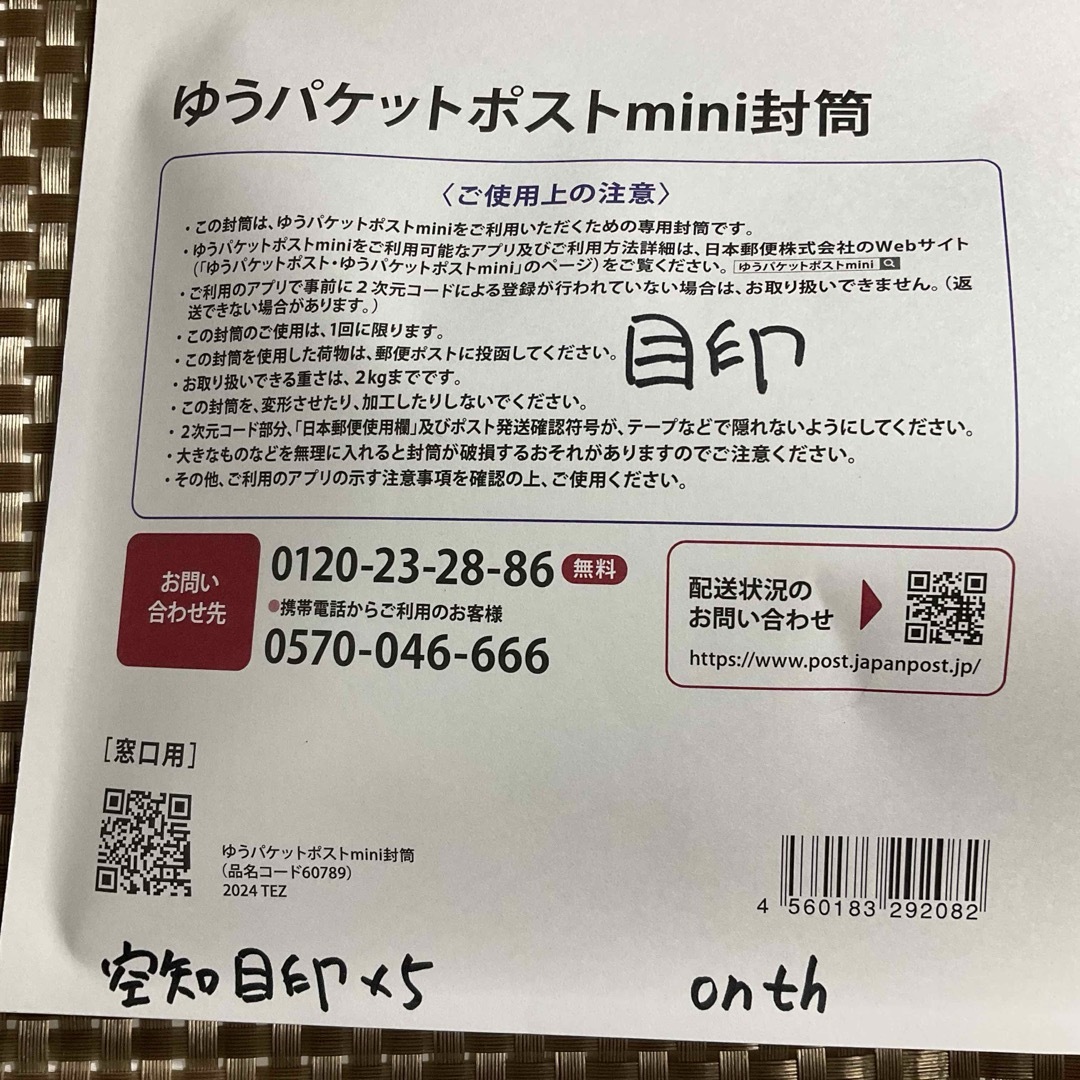 ゆうパケットポストmini封筒
〈ご使用上の注意〉
・この封筒は、ゆうパケットポストminiをご利用いただくための専用封筒です。
・ゆうパケットポストminiをご利用可能なアプリ及びご利用方法詳細は、日本郵便株式会社のWebサイト
(「ゆうパケットポスト・ゆうパケットポストmini」のページ)をご覧ください。 ゆうパケットポストmini
・ご利用のアプリで事前に2次元コードによる登録が行われていない場合は、お取り扱いできません。(返
送できない場合があります。)
・この封筒のご使用は、1回に限ります。
・この封筒を使用した荷物は、郵便ポストに投函してください。
目印
・お取り扱いできる重さは、2kgまでです。
・この封筒を、変形させたり、加工したりしないでください。
・2次元コード部分、「日本郵便使用欄」及びポスト発送確認符号が、テープなどで隠れないようにしてください。
・大きなものなどを無理に入れると封筒が破損するおそれがありますのでご注意ください。
・その他、ご利用のアプリの示す注意事項を確認の上、ご使用ください。
お問い
合わせ先
0120-23-28-86 無料
●携帯電話からご利用のお客様
0570-046-666
配送状況の
お問い合わせ
https://www.post.japanpost.jp/
[窓口用]
ゆうパケットポストmini封筒
(品名コード60789)
2024 TEZ
4 560183 292082
空知目印×5
onth